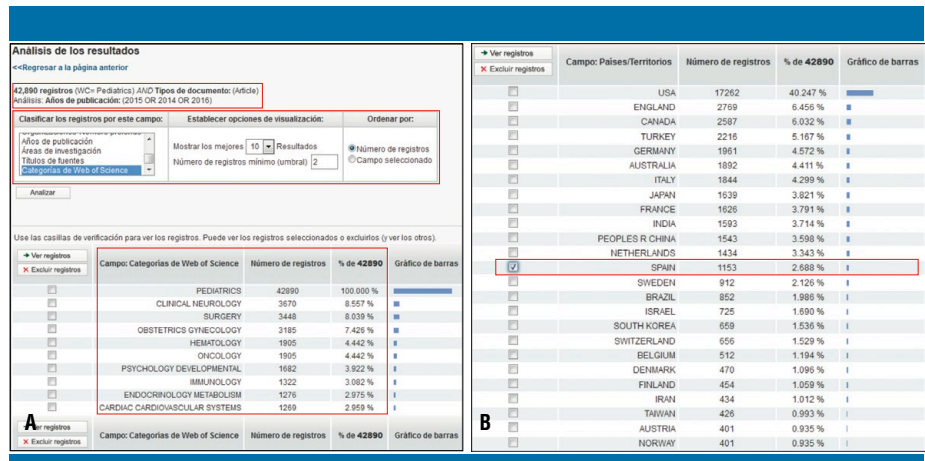 Análisis de los resultados
<<Regresar a la página anterior
42,890 registros (WC= Pediatrics) AND Tipos de documento: (Article)
Análisis: Años de publicación: (2015 OR 2014 OR 2016)
Clasificar los registros por este campo: Establecer opciones de visualización: Ordenar por:
Años de publicación
Áreas de investigación
Títulos de fuentes
Categorías de Web of Science
Mostrar los mejores 10 Resultados
Número de registros mínimo (umbral) 2
Número de registros
Campo seleccionado
Analizar
Use las casillas de verificación para ver los registros. Puede ver los registros seleccionados o excluirlos (y ver los otros).
Ver registros
Excluir registros
Campo: Categorías de Web of Science Número de registros % de 42890 Gráfico de barras
PEDIATRICS 42890 100.000 %
CLINICAL NEUROLOGY 3670 8.557 %
SURGERY 3448 8.039 %
OBSTETRICS GYNECOLOGY 3185 7.426 %
HEMATOLOGY 1905 4.442 %
ONCOLOGY 1905 4.442 %
PSYCHOLOGY DEVELOPMENTAL 1682 3.922 %
IMMUNOLOGY 1322 3.082 %
ENDOCRINOLOGY METABOLISM 1276 2.975 %
CARDIAC CARDIOVASCULAR SYSTEMS 1269 2.959 %
A
registros
Excluir registros
Campo: Categorías de Web of Science Número de registros % de 42890 Gráfico de barras
Ver registros
Excluir registros
Campo: Países/Territorios Número de registros % de 42890 Gráfico de barras
USA 17262 40.247 %
ENGLAND 2769 6.456 %
CANADA 2587 6.032 %
TURKEY 2216 5.167 %
GERMANY 1961 4.572 %
AUSTRALIA 1892 4.411 %
ITALY 1844 4.299 %
JAPAN 1639 3.821 %
FRANCE 1626 3.791 %
INDIA 1593 3.714 %
PEOPLES R CHINA 1543 3.598 %
NETHERLANDS 1434 3.343 %
SPAIN 1153 2.688 %
SWEDEN 912 2.126 %
BRAZIL 852 1.986 %
ISRAEL 725 1.690 %
SOUTH KOREA 659 1.536 %
SWITZERLAND 656 1.529 %
BELGIUM 512 1.194 %
DENMARK 470 1.096 %
FINLAND 454 1.059 %
IRAN 434 1.012 %
TAIWAN 426 0.993 %
AUSTRIA 401 0.935 %
NORWAY 401 0.935 %
B